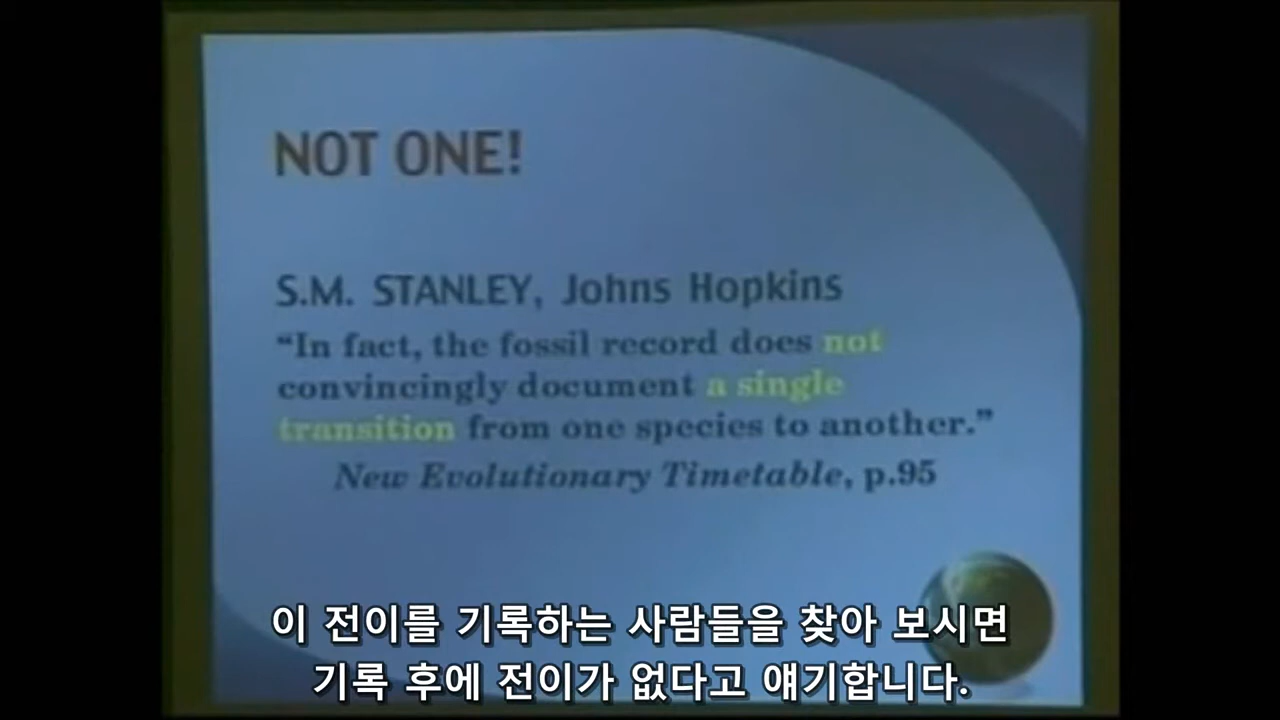 NOT ONE!
S.M. STANLEY, Johns Hopkins
“In fact, the fossil record does not
convincingly document a single
transition from one species to another.”
New Evolutionary Timetable, p.95
이 전이를 기록하는 사람들을 찾아 보시면
기록 후에 전이가 없다고 얘기합니다.